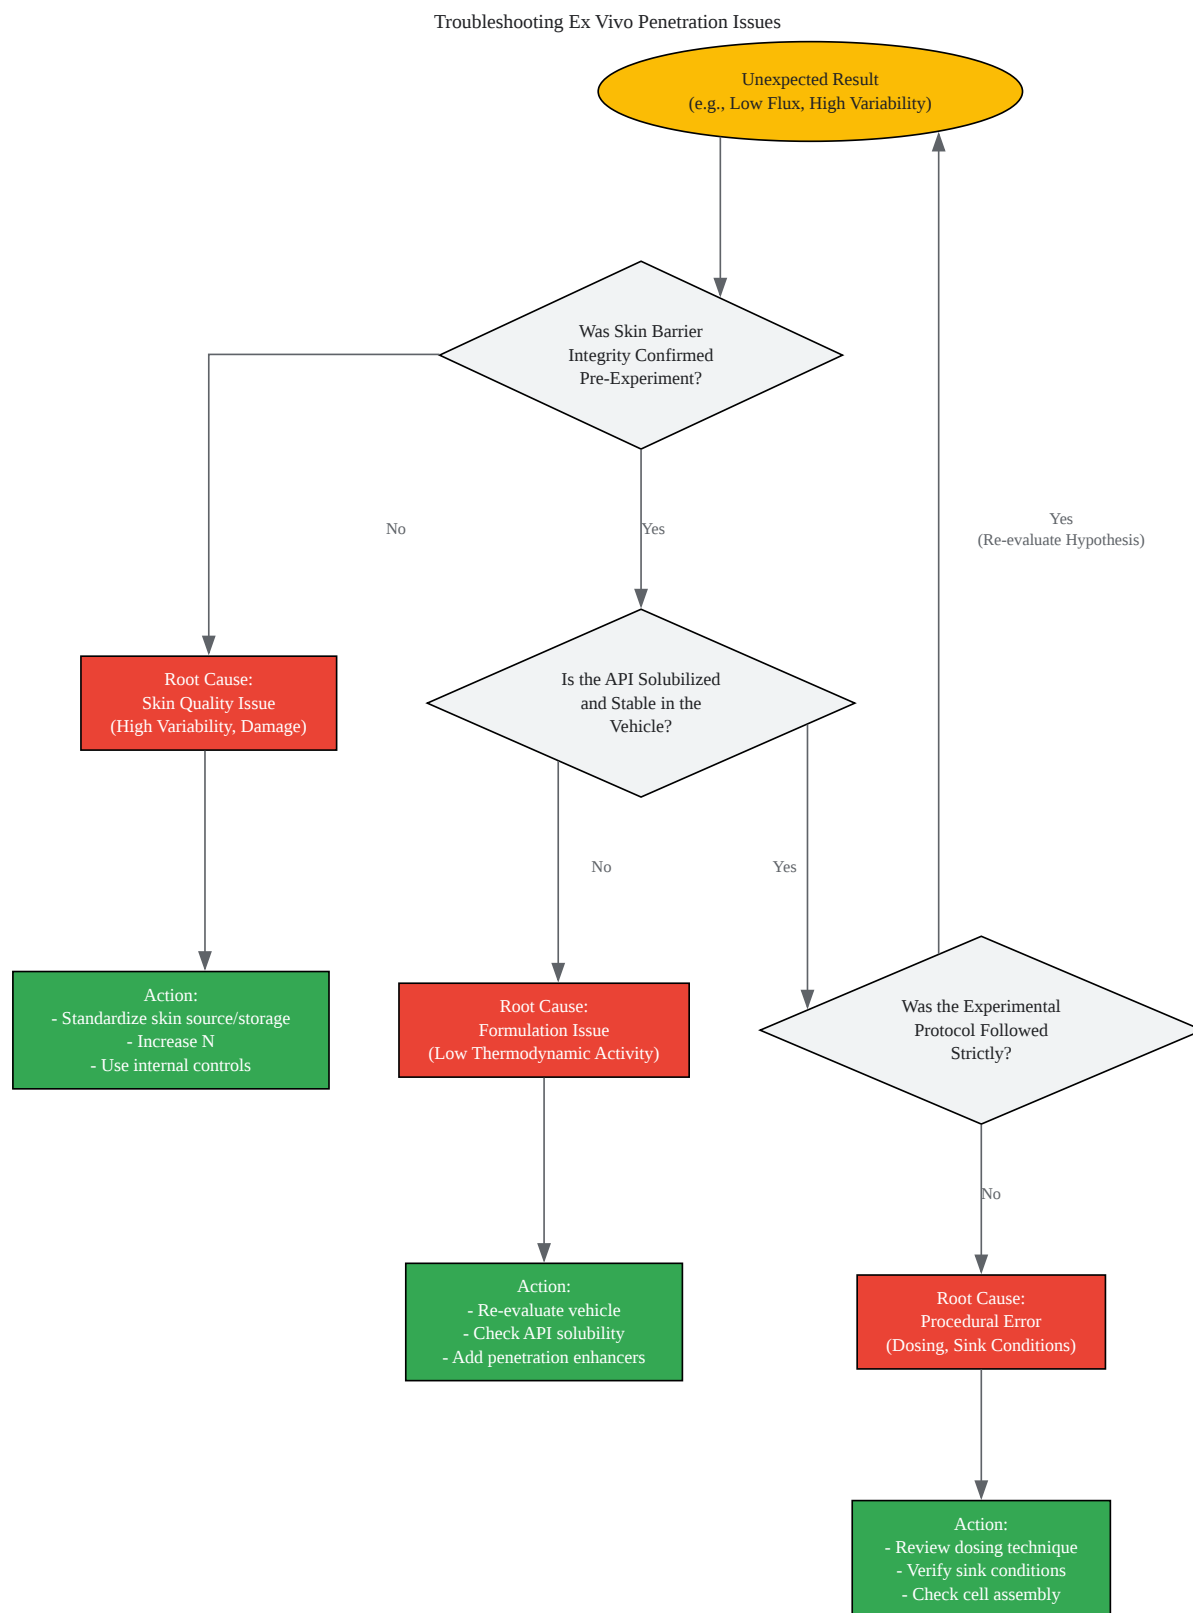 Troubleshooting Ex Vivo Penetration Issues
Unexpected Result
(e.g., Low Flux, High Variability)
Was Skin Barrier
Integrity Confirmed
Pre-Experiment?
No
Yes
Yes
(Re-evaluate Hypothesis)
Root Cause:
Skin Quality Issue
(High Variability, Damage)
Is the API Solubilized
and Stable in the
Vehicle?
No
Yes
Action:
- Standardize skin source/storage
- Increase N
- Use internal controls
Root Cause:
Formulation Issue
(Low Thermodynamic Activity)
Was the Experimental
Protocol Followed
Strictly?
No
Action:
- Re-evaluate vehicle
- Check API solubility
- Add penetration enhancers
Root Cause:
Procedural Error
(Dosing, Sink Conditions)
Action:
- Review dosing technique
- Verify sink conditions
- Check cell assembly